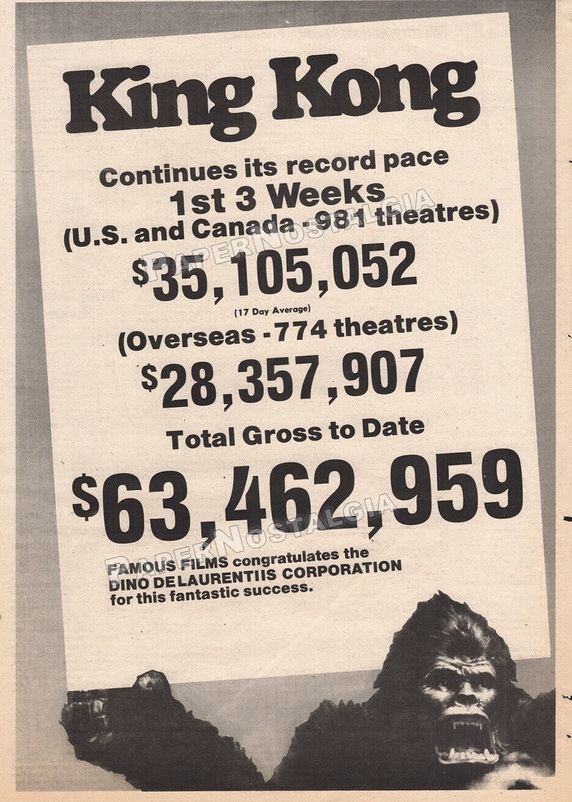 King Kong
Continues its record pace
1st 3 Weeks
(U.S. and Canada - 981 theatres)
$35,105,052
(17 Day Average)
(Overseas - 774 theatres)
$28,357,907
Total Gross to Date
$63,462,959
FAMOUS FILMS congratulates the
DINO DE LAURENTIIS CORPORATION
for this fantastic success.
PAPERNOSTALGIA
PAPERNOSTALGIA